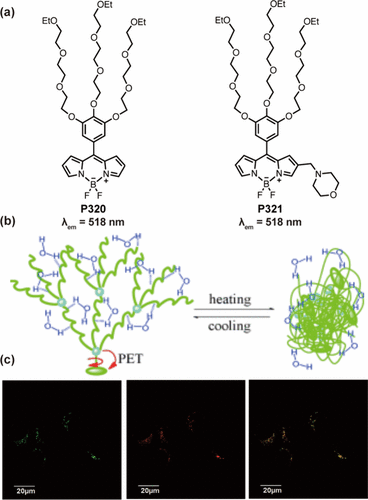 (a)
OEt OEt
EtO OEt EtO OEt
O O O O O O
O O O O O O
O O O O O O
N N+ N N+
B− B− N
F F F F O
P320 P321
λem = 518 nm λem = 518 nm
(b)
H O H
heating
cooling
PET
(c)
20μm 20μm 20μm